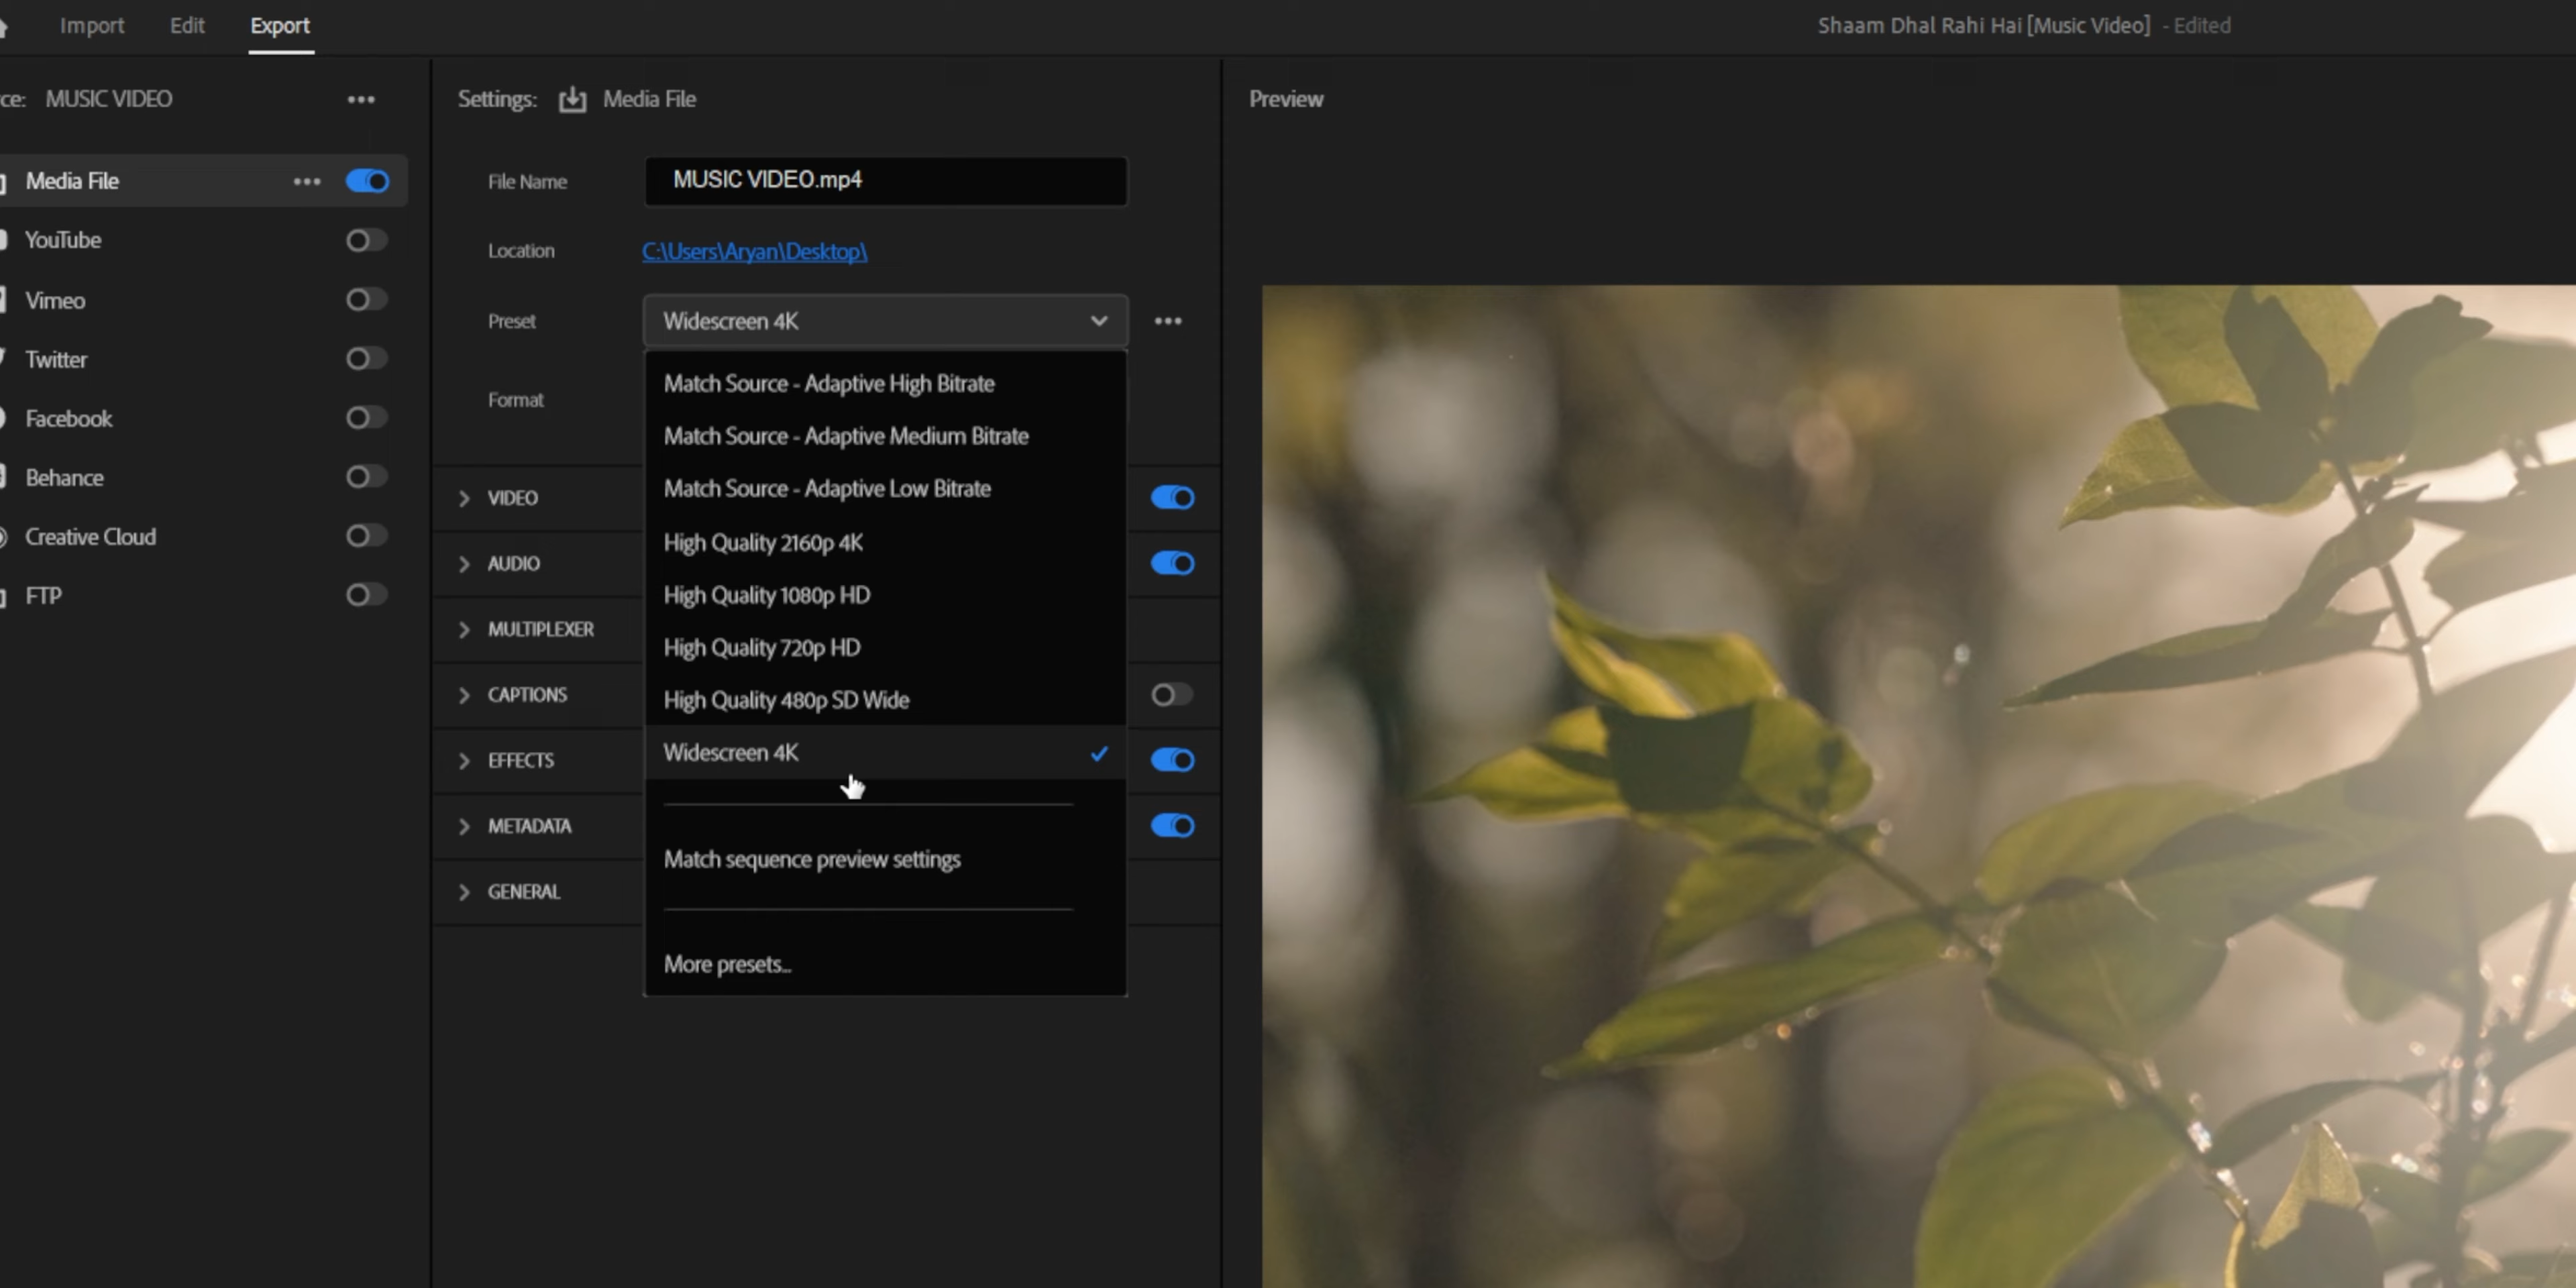 Import
Edit
Export
Shaam Dhal Rahi Hai [Music Video] - Edited
ce: MUSIC VIDEO
Media File
YouTube
Vimeo
Twitter
Facebook
Behance
Creative Cloud
FTP
Settings: Media File
File Name
MUSIC VIDEO.mp4
Location
C:\Users\Aryan\Desktop\
Preset
Widescreen 4K
Format
Match Source - Adaptive High Bitrate
Match Source - Adaptive Medium Bitrate
Match Source - Adaptive Low Bitrate
High Quality 2160p 4K
High Quality 1080p HD
High Quality 720p HD
High Quality 480p SD Wide
Widescreen 4K
Match sequence preview settings
More presets...
VIDEO
AUDIO
MULTIPLEXER
CAPTIONS
EFFECTS
METADATA
GENERAL
Preview